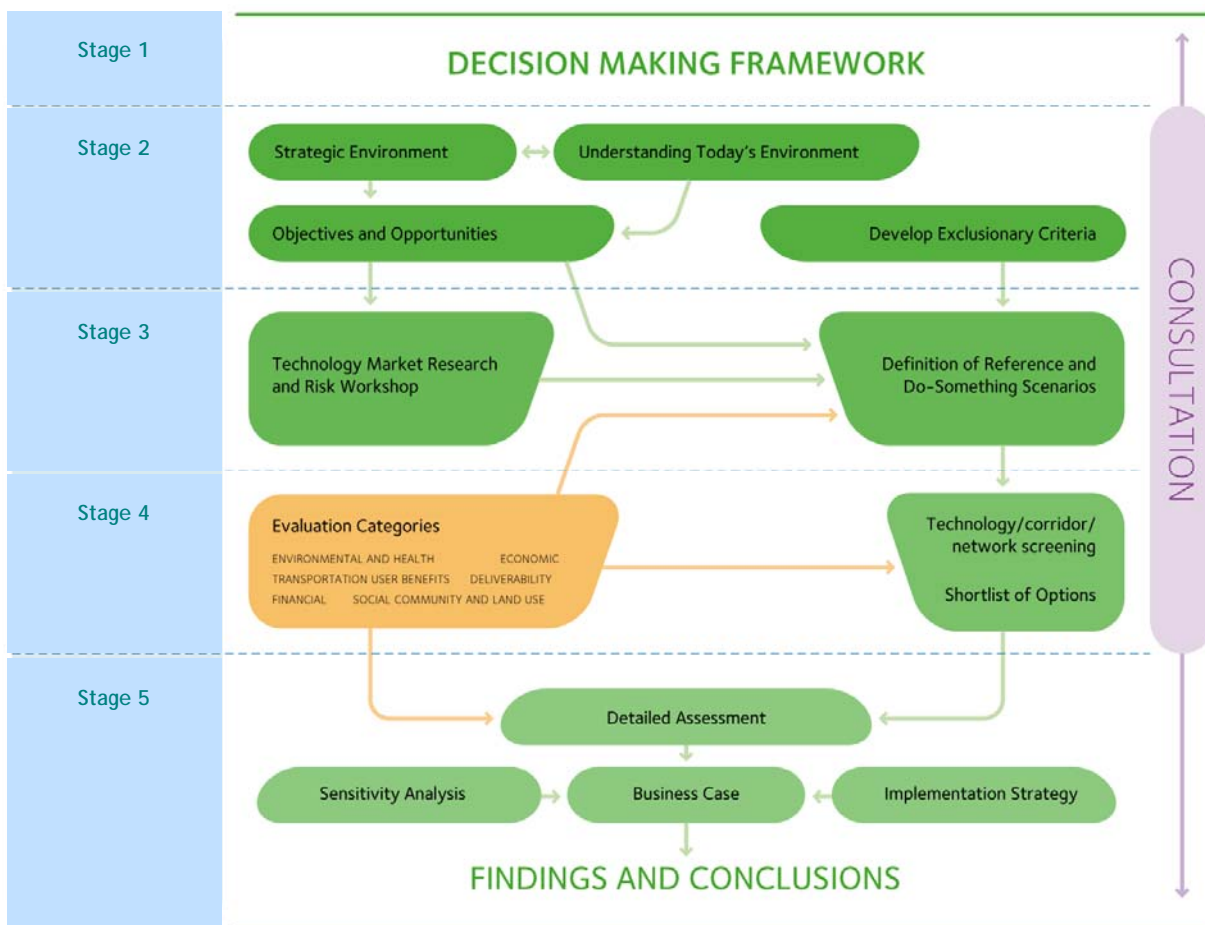 Stage 1
DECISION MAKING FRAMEWORK
Stage 2
Strategic Environment
Understanding Today's Environment
Objectives and Opportunities
Develop Exclusionary Criteria
Stage 3
Technology Market Research
and Risk Workshop
Definition of Reference and
Do-Something Scenarios
Stage 4
Evaluation Categories
ENVIRONMENTAL AND HEALTH ECONOMIC
TRANSPORTATION USER BENEFITS DELIVERABILITY
FINANCIAL SOCIAL COMMUNITY AND LAND USE
Technology/corridor/
network screening
Shortlist of Options
Stage 5
Detailed Assessment
Sensitivity Analysis
Business Case
Implementation Strategy
FINDINGS AND CONCLUSIONS
CONSULTATION